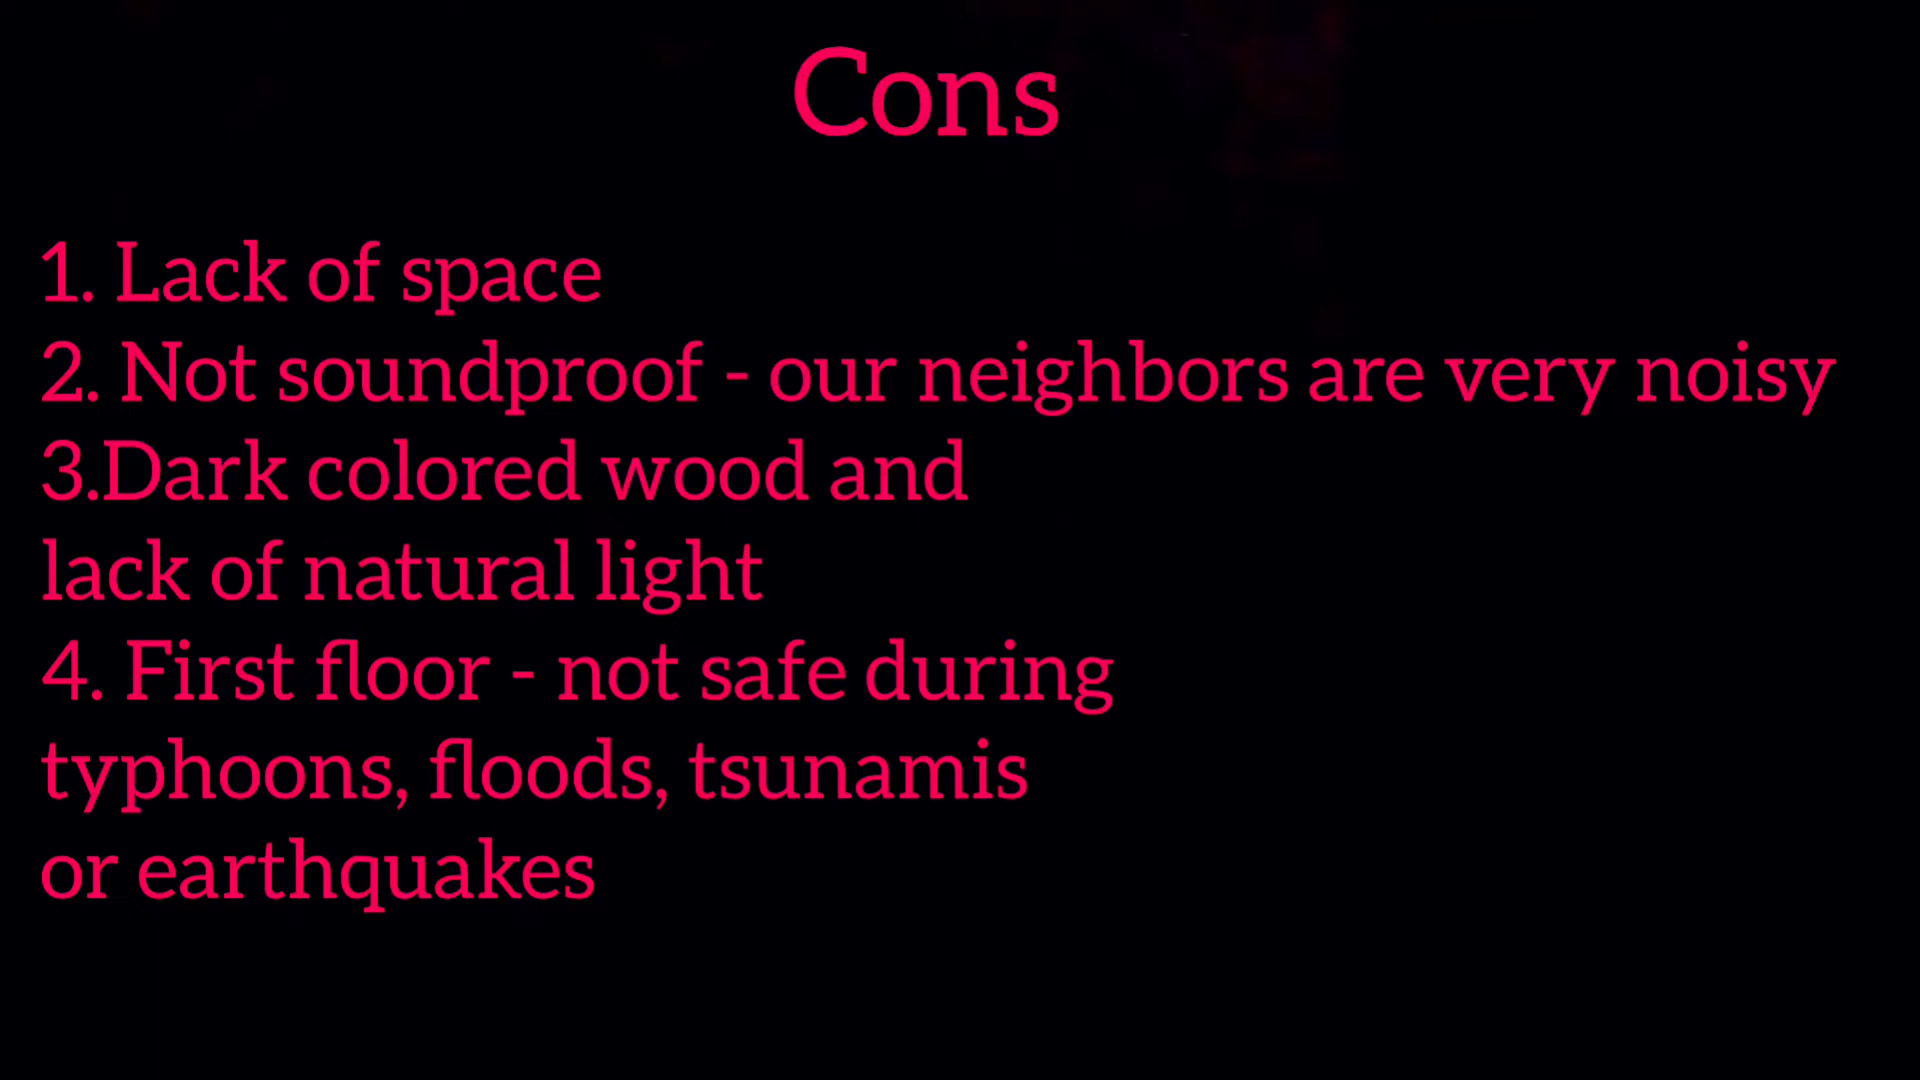 Cons
1. Lack of space
2. Not soundproof - our neighbors are very noisy
3.Dark colored wood and
lack of natural light
4. First floor - not safe during
typhoons, floods, tsunamis
or earthquakes